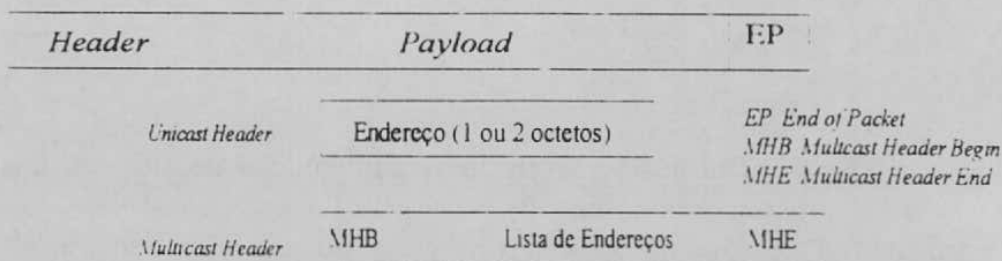 Header Payload EP
Unicast Header Endereço (1 ou 2 octetos)
EP End of Packet
MHB Multicast Header Begin
MHE Multicast Header End
Multicast Header MHB Lista de Endereços MHE